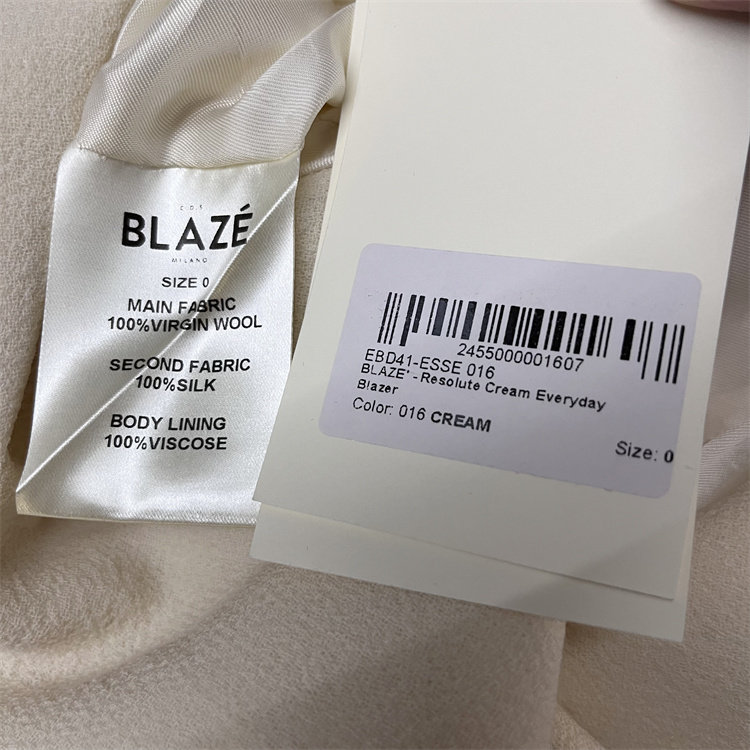 C.D.S
BLAZÉ
MILANO
SIZE 0
MAIN FABRIC
100%VIRGIN WOOL
SECOND FABRIC
100%SILK
BODY LINING
100%VISCOSE
2455000001607
EBD41-ESSE 016
BLAZE' - Resolute Cream Everyday
Blazer
Color: 016 CREAM
Size: 0